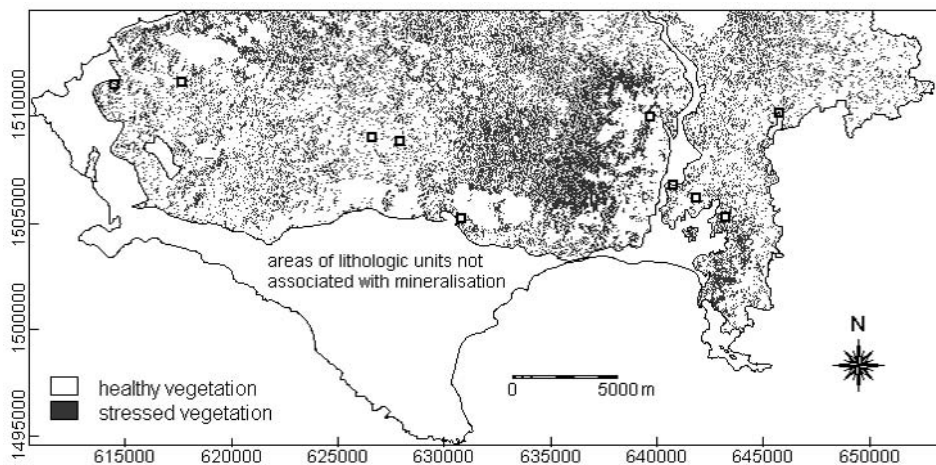 1510000
1505000
1500000
1495000
areas of lithologic units not
associated with mineralisation
N
0 5000 m
healthy vegetation
stressed vegetation
615000 620000 625000 630000 635000 640000 645000 650000